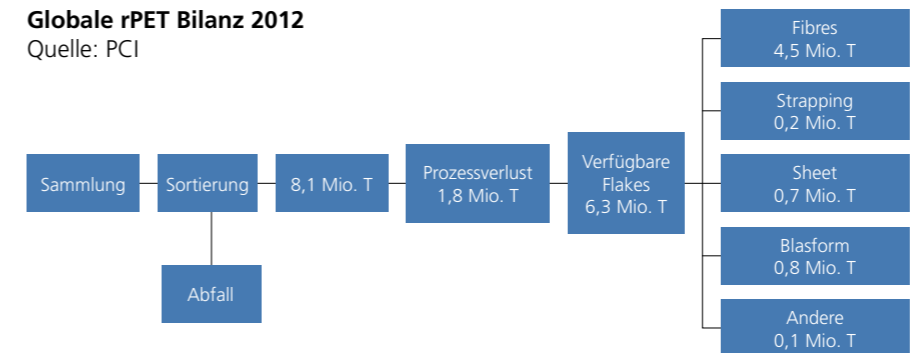 Globale rPET Bilanz 2012
Quelle: PCI
Sammlung
Sortierung
Abfall
8,1 Mio. T
Prozessverlust
1,8 Mio. T
Verfügbare
Flakes
6,3 Mio. T
Fibres
4,5 Mio. T
Strapping
0,2 Mio. T
Sheet
0,7 Mio. T
Blasform
0,8 Mio. T
Andere
0,1 Mio. T